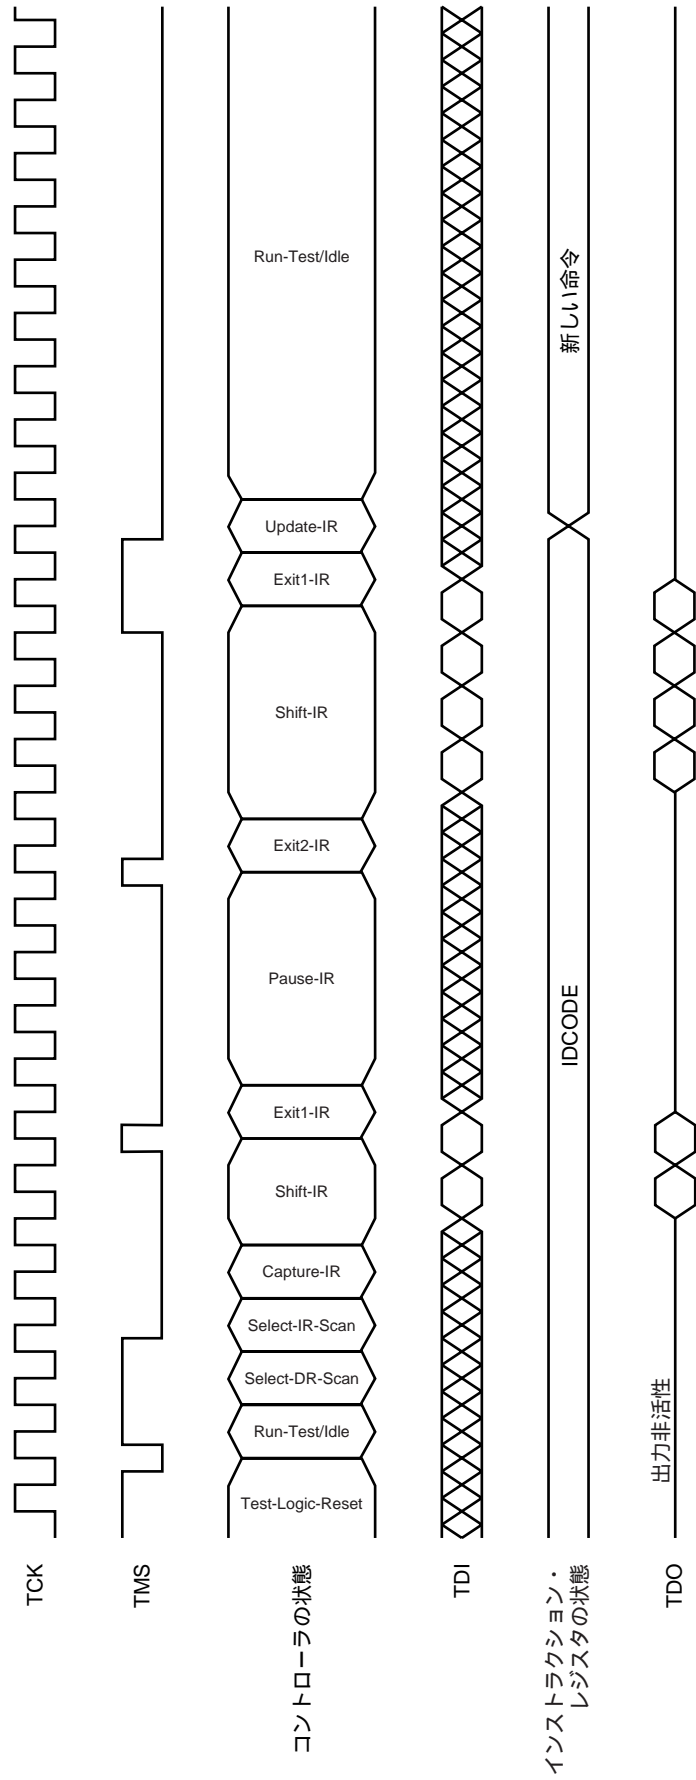 TCK
TMS
コントローラの状態
Test-Logic-Reset
Run-Test/Idle
Select-DR-Scan
Select-IR-Scan
Capture-IR
Shift-IR
Exit1-IR
Pause-IR
Exit2-IR
Shift-IR
Exit1-IR
Update-IR
Run-Test/Idle
TDI
インストラクション・
レジスタの状態
IDCODE
新しい命令
TDO
出力非活性